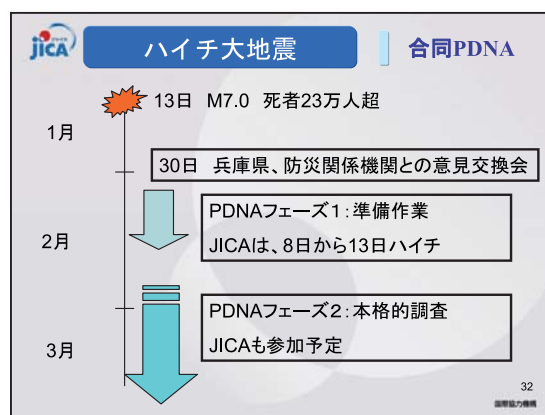 JICA
ハイチ大地震
合同PDNA
13日 M7.0 死者23万人超
1月
30日 兵庫県、防災関係機関との意見交換会
PDNAフェーズ1:準備作業
2月
JICAは、8日から13日ハイチ
PDNAフェーズ2:本格的調査
3月
JICAも参加予定
32
国際協力機構